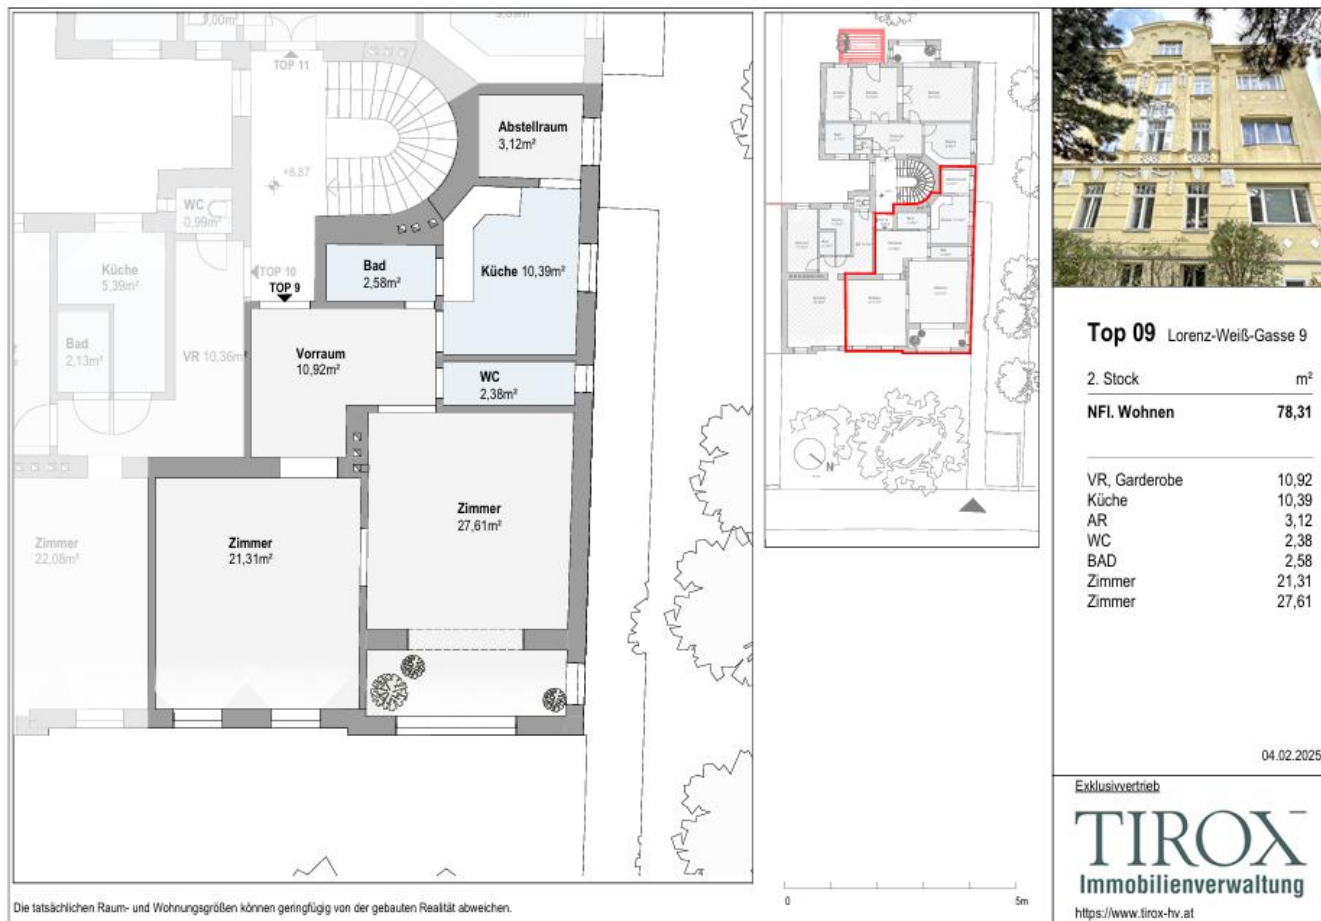 TOP 11
+8.87
Abstellraum
3,12m²
WC
0,99m²
Küche
5,39m²
TOP 10
TOP 9
Bad
2,58m²
Küche 10,39m²
Bad
2,13m²
VR 10,36m²
Vorraum
10,92m²
WC
2,38m²
Zimmer
22,08m²
Zimmer
21,31m²
Zimmer
27,61m²
N
0
5m
Die tatsächlichen Raum- und Wohnungsgrößen können geringfügig von der gebauten Realität abweichen.
Top 09 Lorenz-Weiß-Gasse 9
2. Stock m²
NFl. Wohnen 78,31
VR, Garderobe 10,92
Küche 10,39
AR 3,12
WC 2,38
BAD 2,58
Zimmer 21,31
Zimmer 27,61
04.02.2025
Exklusivvertrieb
TIROX
Immobilienverwaltung
https://www.tirox-hv.at